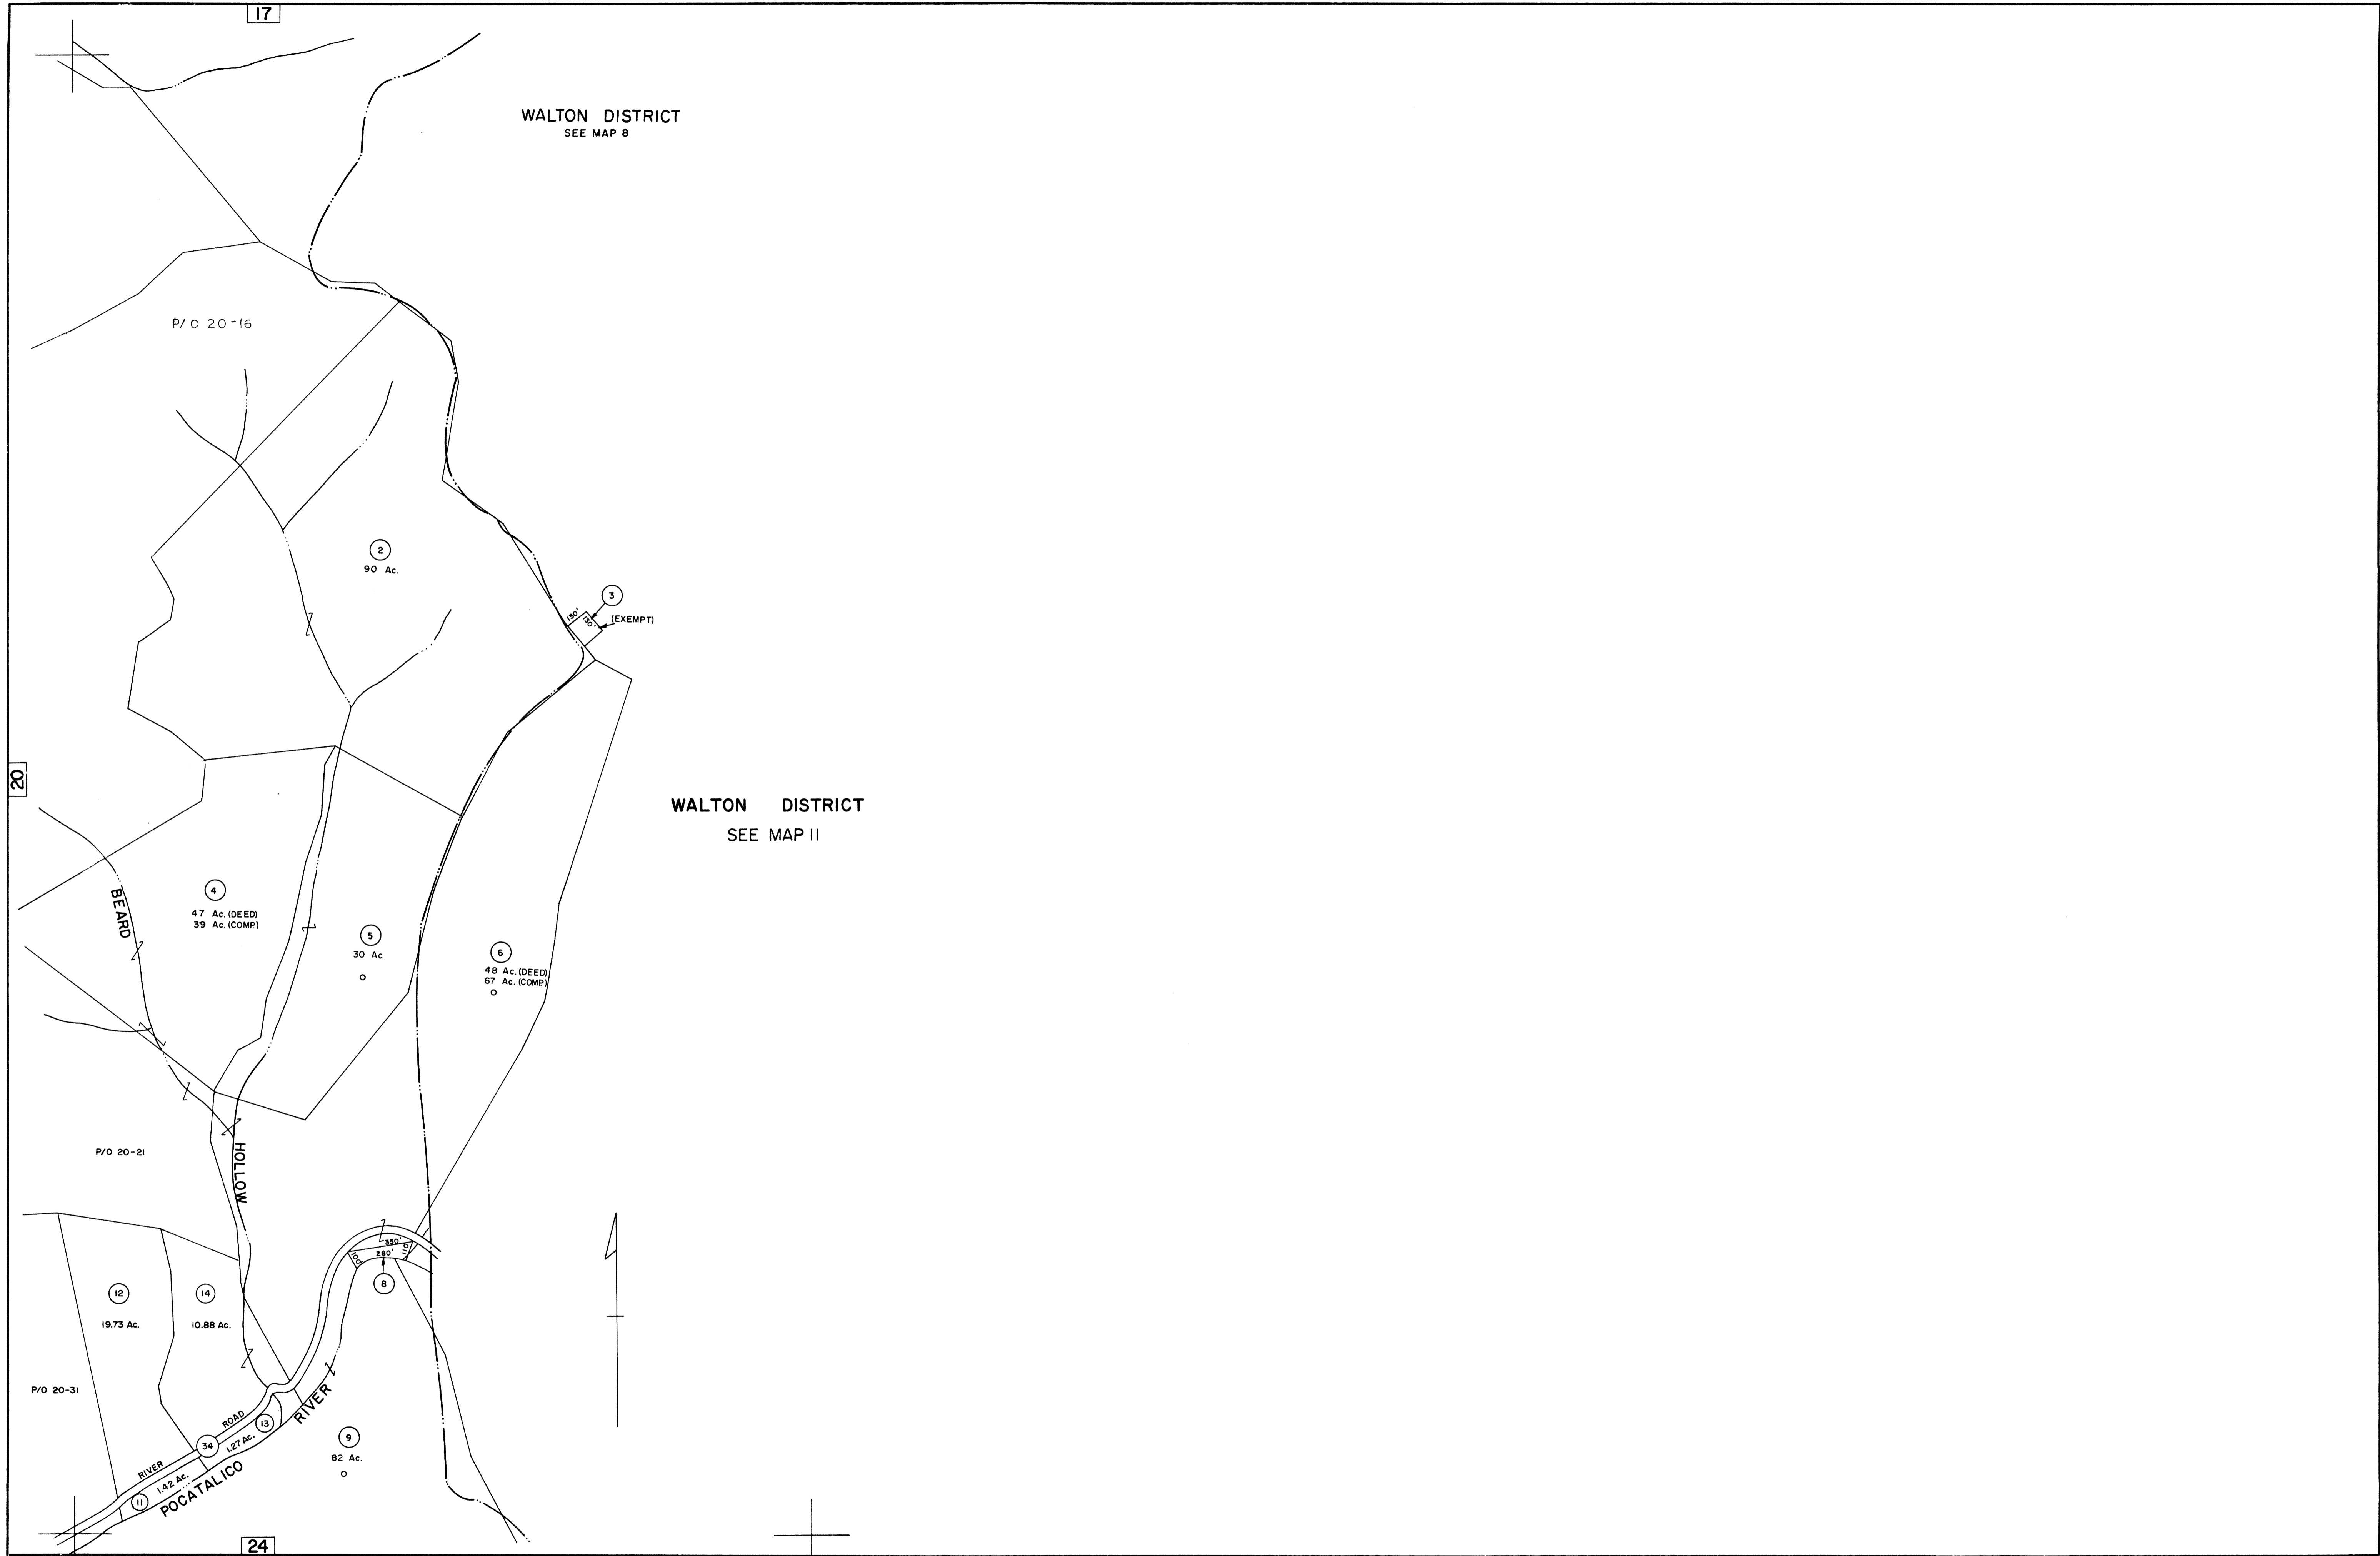 17
WALTON DISTRICT
SEE MAP 8
P/O 20-16
2
90 Ac.
3
130'
130'
(EXEMPT)
20
WALTON DISTRICT
SEE MAP 11
BEARD
4
47 Ac. (DEED)
39 Ac. (COMP.)
5
30 Ac.
6
48 Ac. (DEED)
67 Ac. (COMP.)
P/O 20-21
HOLLOW
350'
100'
280'
110'
8
12
19.73 Ac.
14
10.88 Ac.
P/O 20-31
RIVER ROAD
34
13
1.27 Ac.
11
1.42 Ac.
POCATALICO RIVER
9
82 Ac.
24